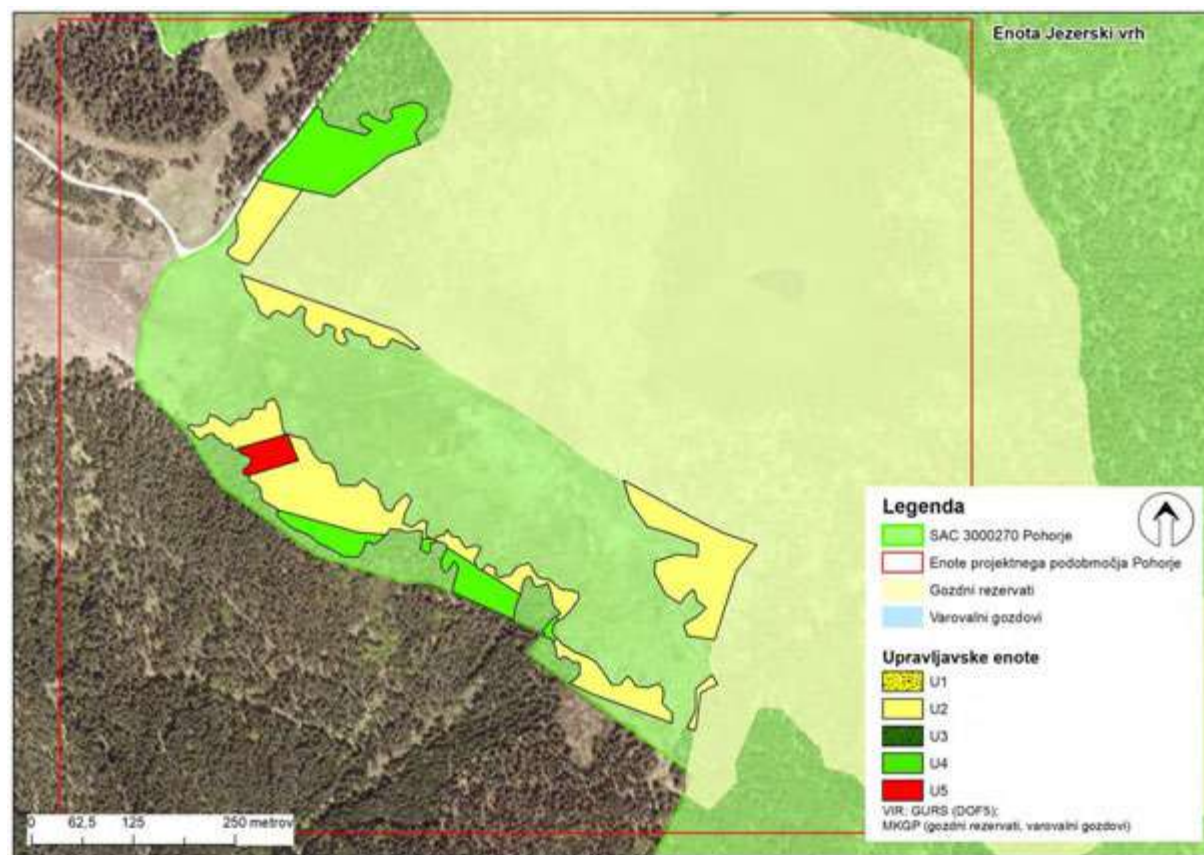 Enota Jezerski vrh
Legenda
SAC 3000270 Pohorje
Enote projektnega podobmočja Pohorje
Gozdni rezervati
Varovalni gozdovi
Upravljavske enote
U1
U2
U3
U4
U5
VIR: GURS (DOF5);
MKGP (gozdni rezervati, varovalni gozdovi)
0 62,5 125 250 metrov